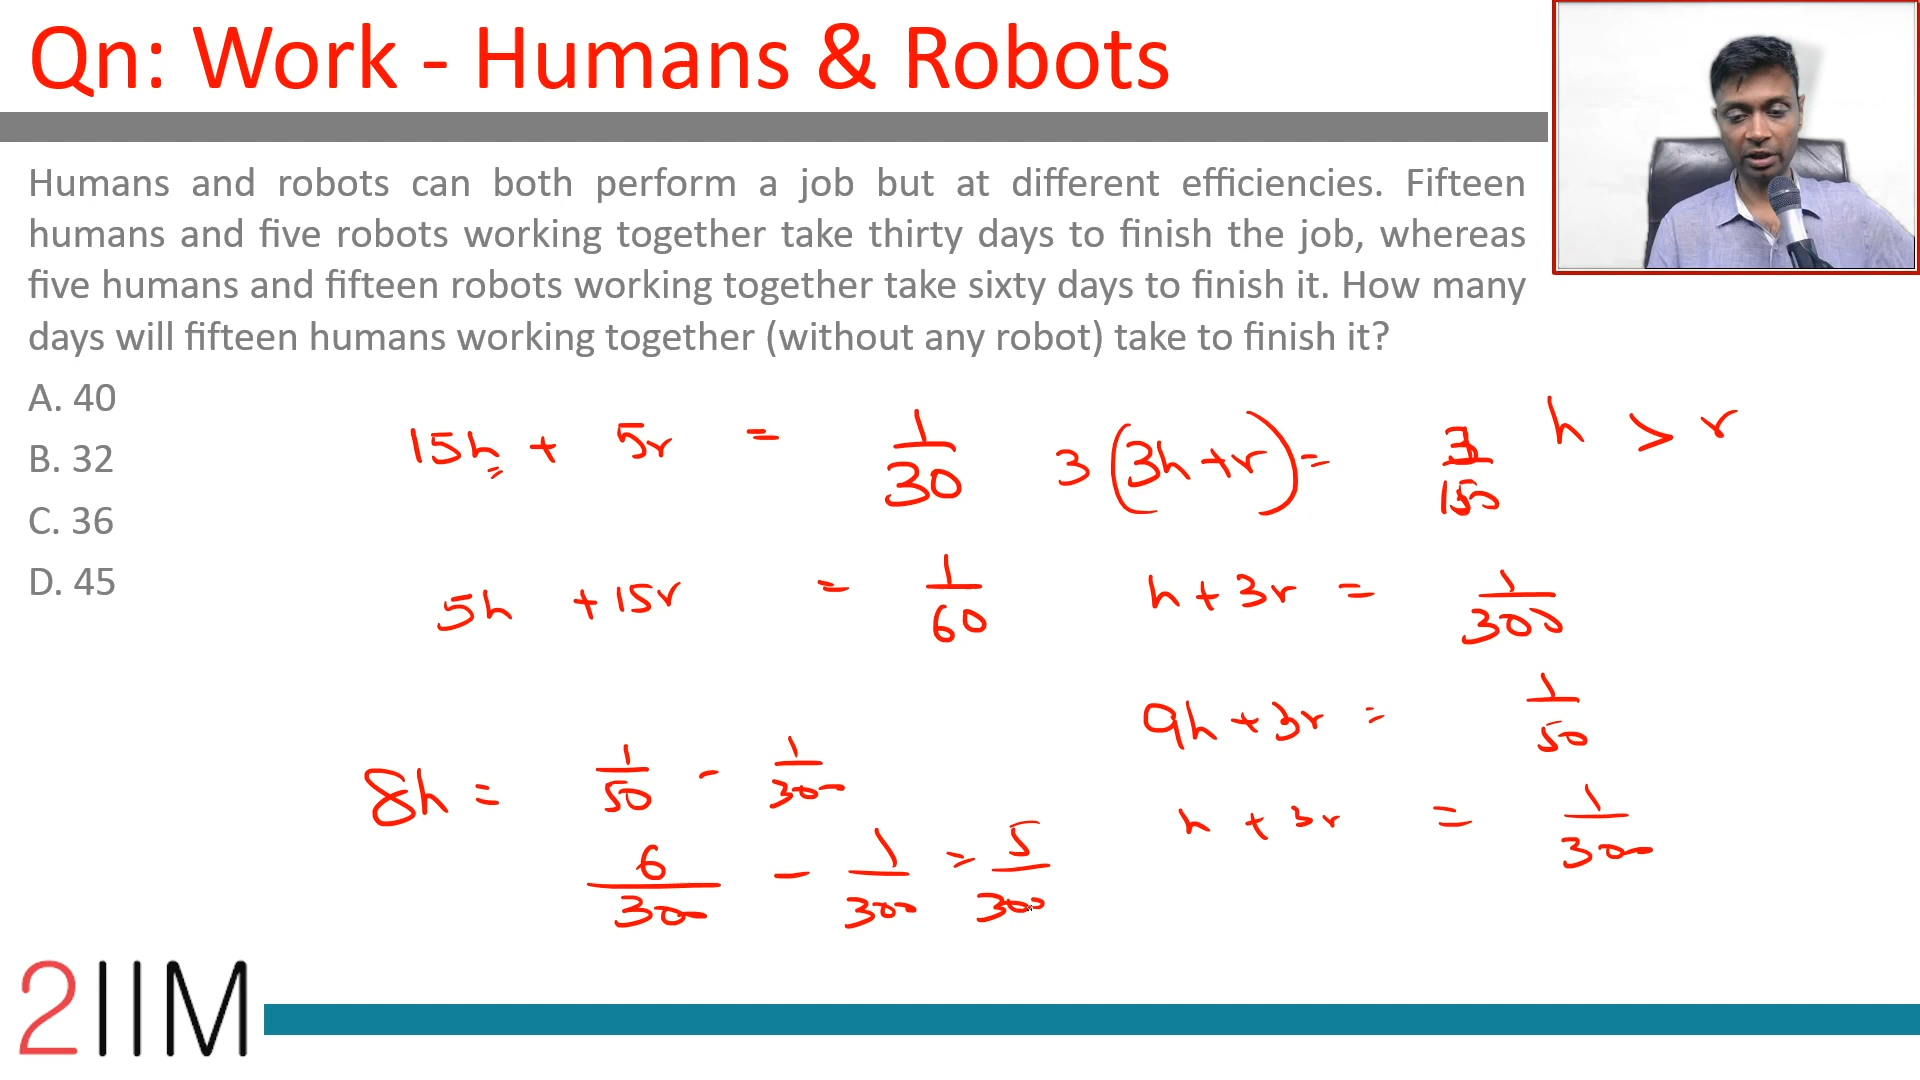 Qn: Work - Humans & Robots
Humans and robots can both perform a job but at different efficiencies. Fifteen
humans and five robots working together take thirty days to finish the job, whereas
five humans and fifteen robots working together take sixty days to finish it. How many
days will fifteen humans working together (without any robot) take to finish it?
A. 40
B. 32
C. 36
D. 45
15h + 5r = 1/30
3(3h + r) = 3/150
h > r
5h + 15r = 1/60
h + 3r = 1/300
9h + 3r = 1/50
h + 3r = 1/300
8h = 1/50 - 1/300
6/300 - 1/300 = 5/300
2IIM